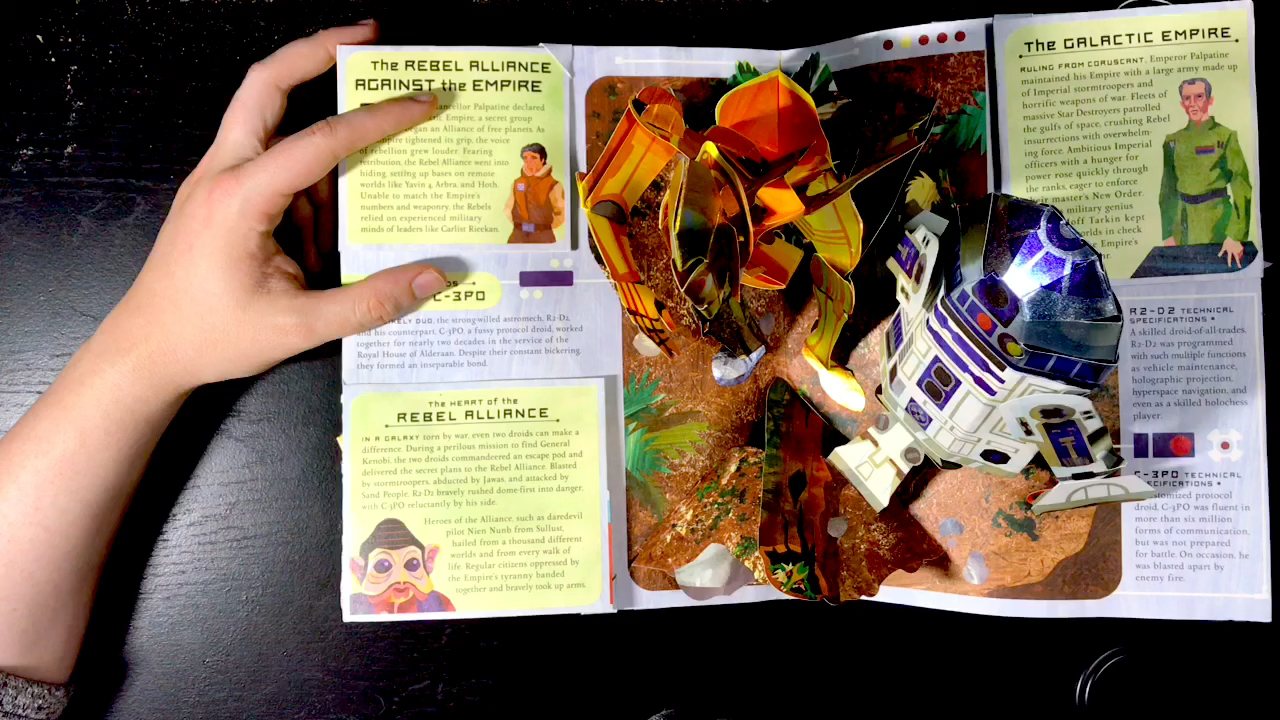 The REBEL ALLIANCE
AGAINST the EMPIRE
ancellor Palpatine declared
Empire, a secret group
an Alliance of free planets. As
tightened its grip, the voice
of rebellion grew louder. Fearing
retribution, the Rebel Alliance went into
hiding, setting up bases on remote
worlds like Yavin 4, Arbra, and Hoth.
Unable to match the Empire's
numbers and weaponry, the Rebels
relied on experienced military
minds of leaders like Carlist Rieekan.
C-3PO
ELY DUO, the strong-willed astromech, R2-D2,
and his counterpart, C-3PO, a fussy protocol droid, worked
together for nearly two decades in the service of the
Royal House of Alderaan. Despite their constant bickering,
they formed an inseparable bond.
The HEART of the
REBEL ALLIANCE
IN A GALAXY torn by war, even two droids can make a
difference. During a perilous mission to find General
Kenobi, the two droids commandeered an escape pod and
delivered the secret plans to the Rebel Alliance. Blasted
by stormtroopers, abducted by Jawas, and attacked by
Sand People, R2-D2 bravely rushed dome-first into danger,
with C-3PO reluctantly by his side.
Heroes of the Alliance, such as daredevil
pilot Nien Nunb from Sullust,
hailed from a thousand different
worlds and from every walk of
life. Regular citizens oppressed by
the Empire's tyranny banded
together and bravely took up arms.
The GALACTIC EMPIRE
RULING FROM CORUSCANT, Emperor Palpatine
maintained his Empire with a large army made up
of Imperial stormtroopers and
horrific weapons of war. Fleets of
massive Star Destroyers patrolled
the gulfs of space, crushing Rebel
insurrections with overwhelm-
ing force. Ambitious Imperial
officers with a hunger for
power rose quickly through
the ranks, eager to enforce
their master's New Order.
military genius
off Tarkin kept
orlds in check
he Empire's
R2-D2 TECHNICAL
SPECIFICATIONS
A skilled droid-of-all-trades,
R2-D2 was programmed
with such multiple functions
as vehicle maintenance,
holographic projection,
hyperspace navigation, and
even as a skilled holochess
player.
C-3PO TECHNICAL
SPECIFICATIONS
stomized protocol
droid, C-3PO was fluent in
more than six million
forms of communication,
but was not prepared
for battle. On occasion, he
was blasted apart by
enemy fire.